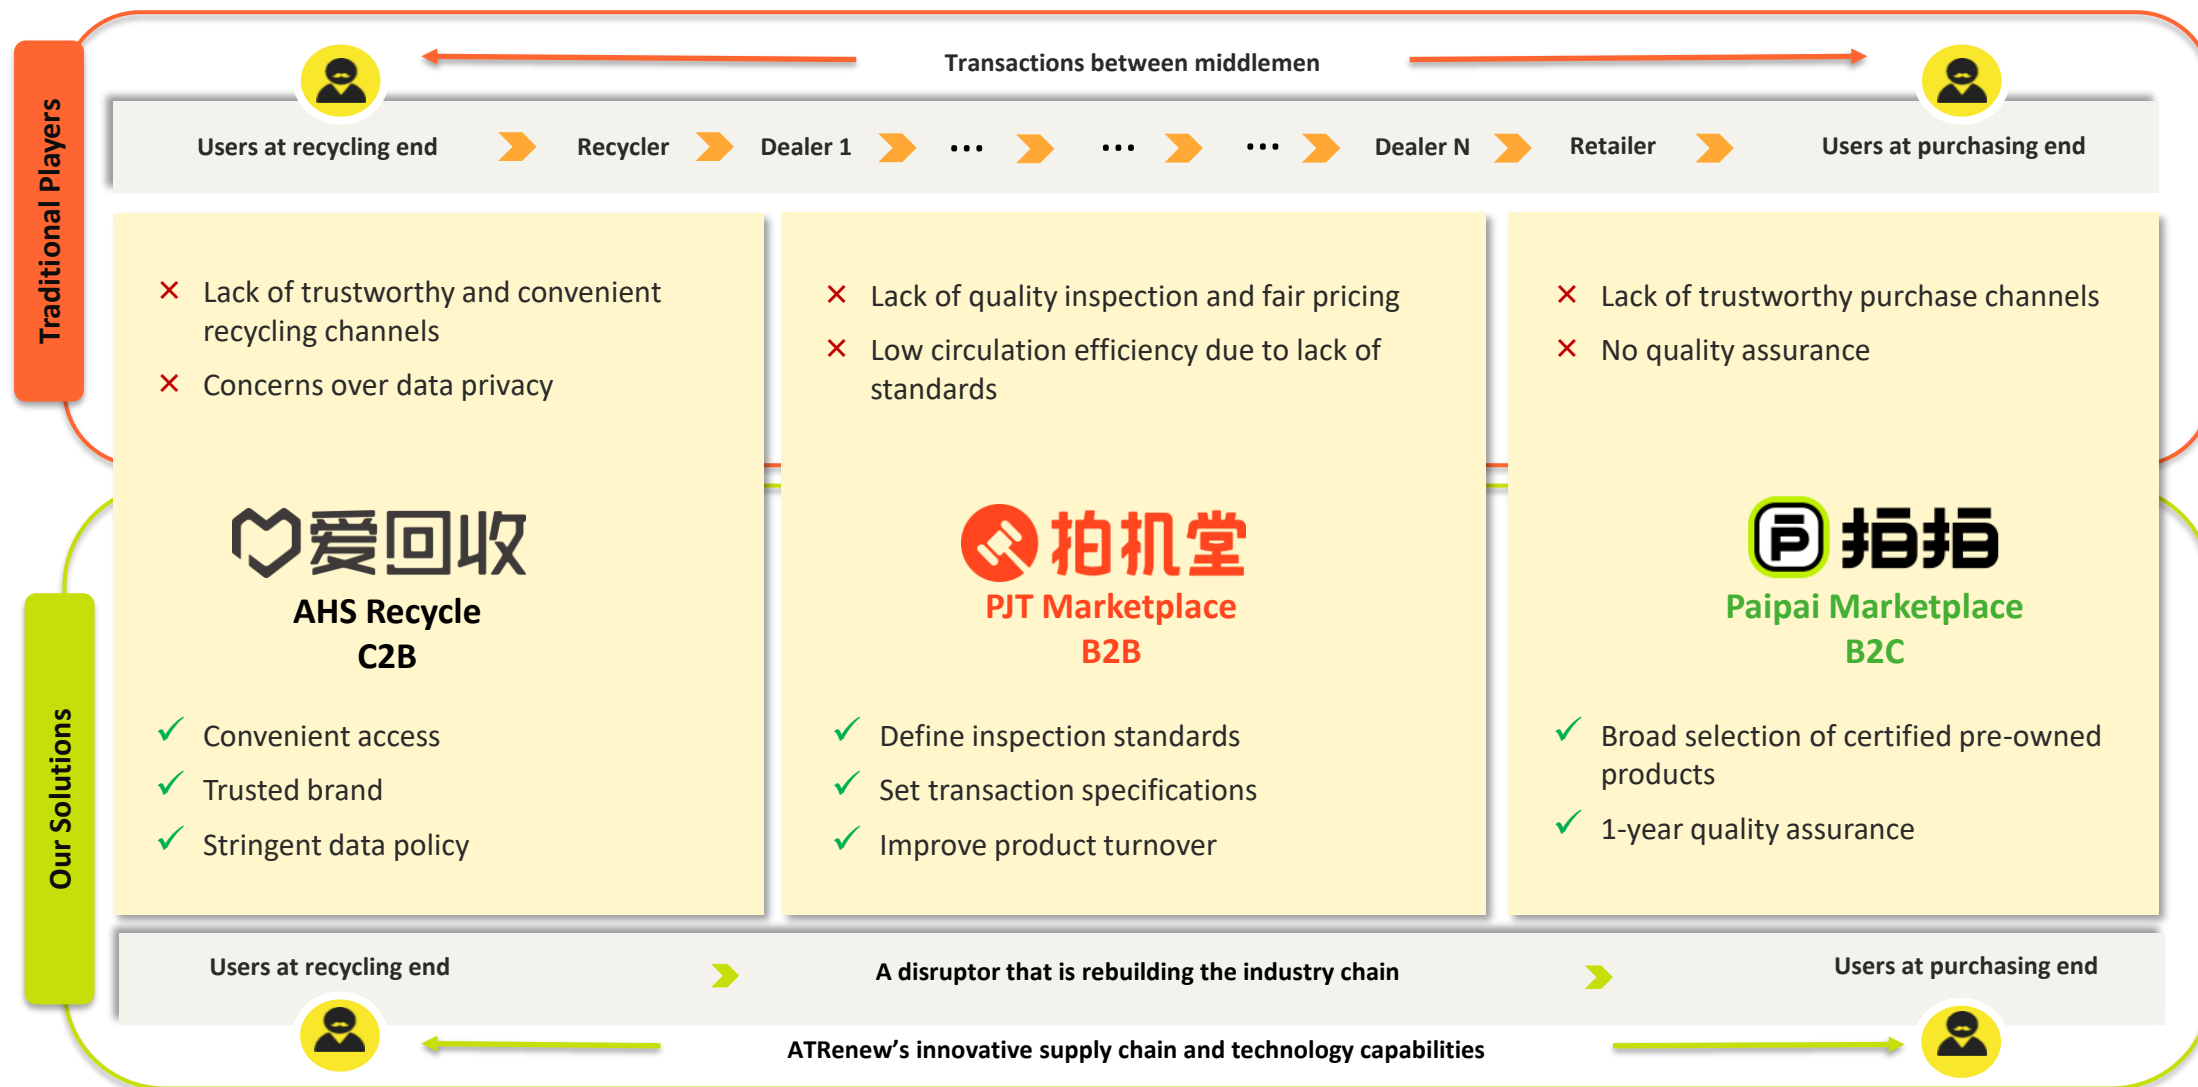 Traditional Players
Transactions between middlemen
Users at recycling end
Recycler
Dealer 1
...
...
...
Dealer N
Retailer
Users at purchasing end
× Lack of trustworthy and convenient
recycling channels
× Concerns over data privacy
× Lack of quality inspection and fair pricing
× Low circulation efficiency due to lack of
standards
× Lack of trustworthy purchase channels
× No quality assurance
Our Solutions
爱回收
AHS Recycle
C2B
✓ Convenient access
✓ Trusted brand
✓ Stringent data policy
拍机堂
PJT Marketplace
B2B
✓ Define inspection standards
✓ Set transaction specifications
✓ Improve product turnover
P 拍拍
Paipai Marketplace
B2C
✓ Broad selection of certified pre-owned
products
✓ 1-year quality assurance
Users at recycling end
A disruptor that is rebuilding the industry chain
Users at purchasing end
ATRenew’s innovative supply chain and technology capabilities